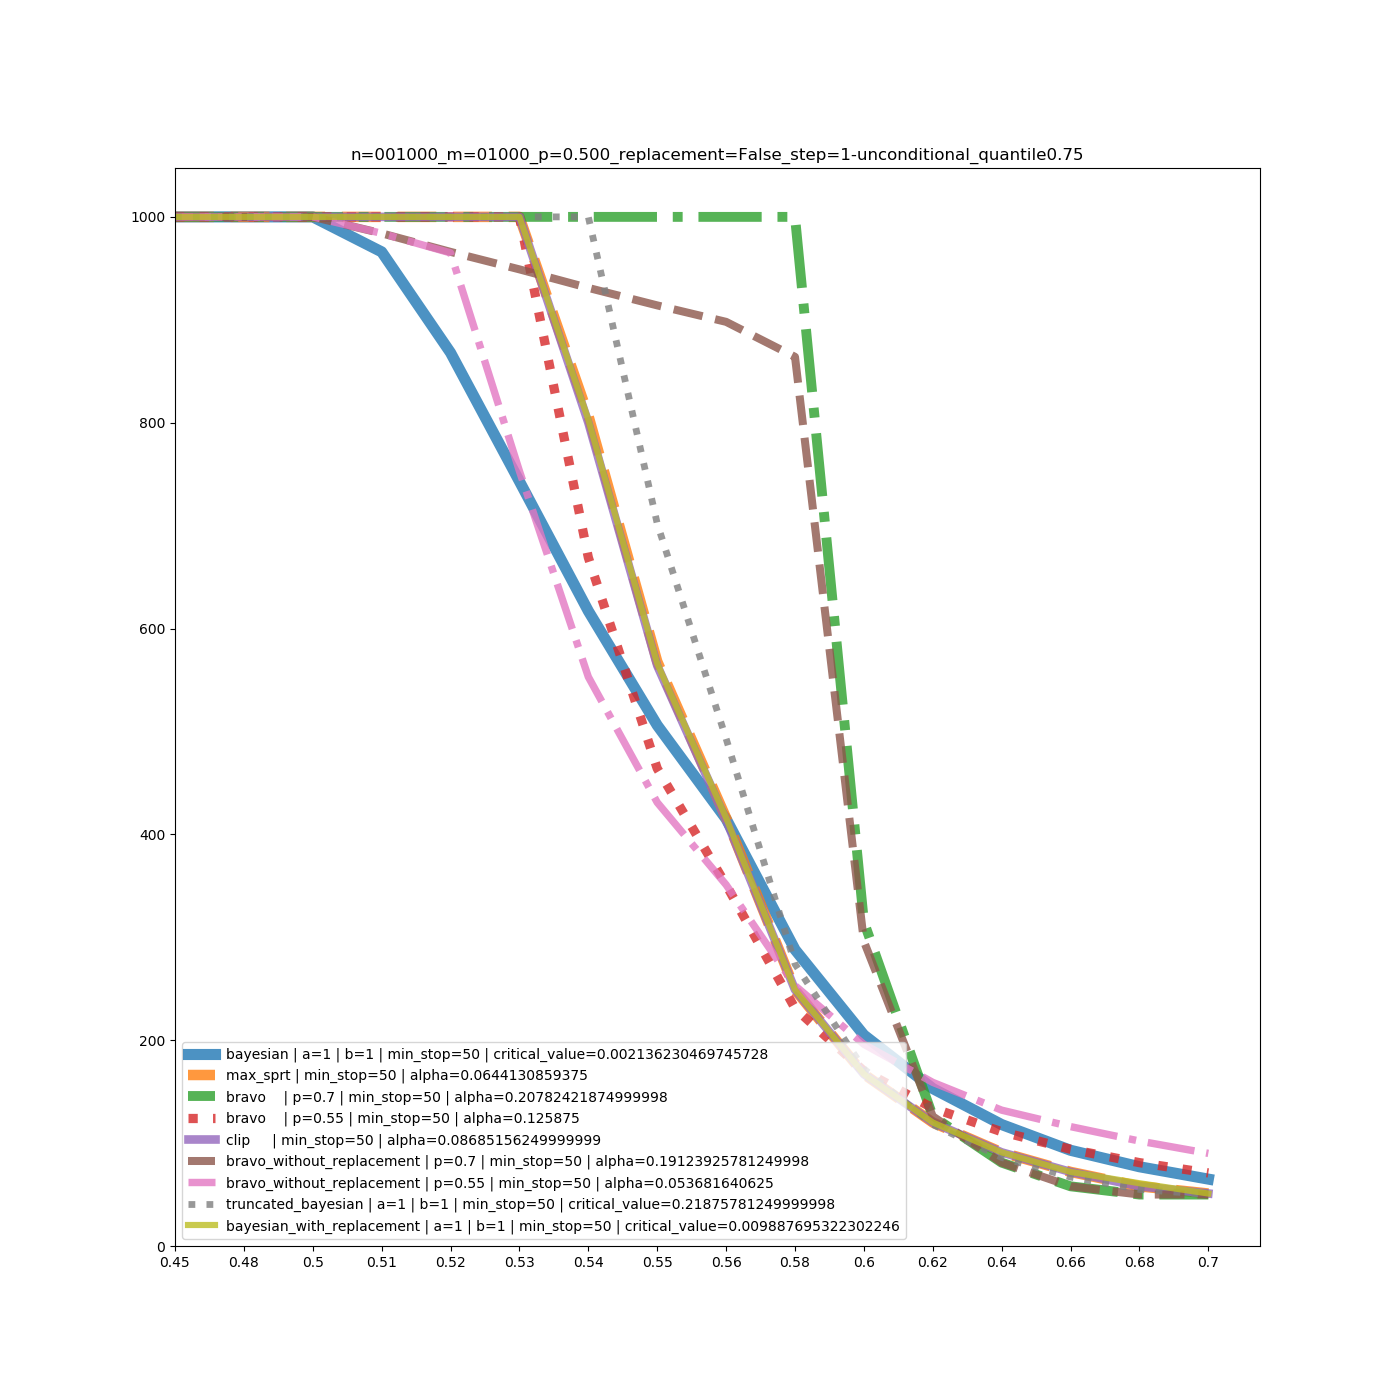 n=001000_m=01000_p=0.500_replacement=False_step=1-unconditional_quantile0.75
1000
800
600
400
200
0
bayesian | a=1 | b=1 | min_stop=50 | critical_value=0.002136230469745728
max_sprt | min_stop=50 | alpha=0.0644130859375
bravo | p=0.7 | min_stop=50 | alpha=0.20782421874999998
bravo | p=0.55 | min_stop=50 | alpha=0.125875
clip | min_stop=50 | alpha=0.08685156249999999
bravo_without_replacement | p=0.7 | min_stop=50 | alpha=0.19123925781249998
bravo_without_replacement | p=0.55 | min_stop=50 | alpha=0.053681640625
truncated_bayesian | a=1 | b=1 | min_stop=50 | critical_value=0.21875781249999998
bayesian_with_replacement | a=1 | b=1 | min_stop=50 | critical_value=0.009887695322302246
0.45 0.48 0.5 0.51 0.52 0.53 0.54 0.55 0.56 0.58 0.6 0.62 0.64 0.66 0.68 0.7